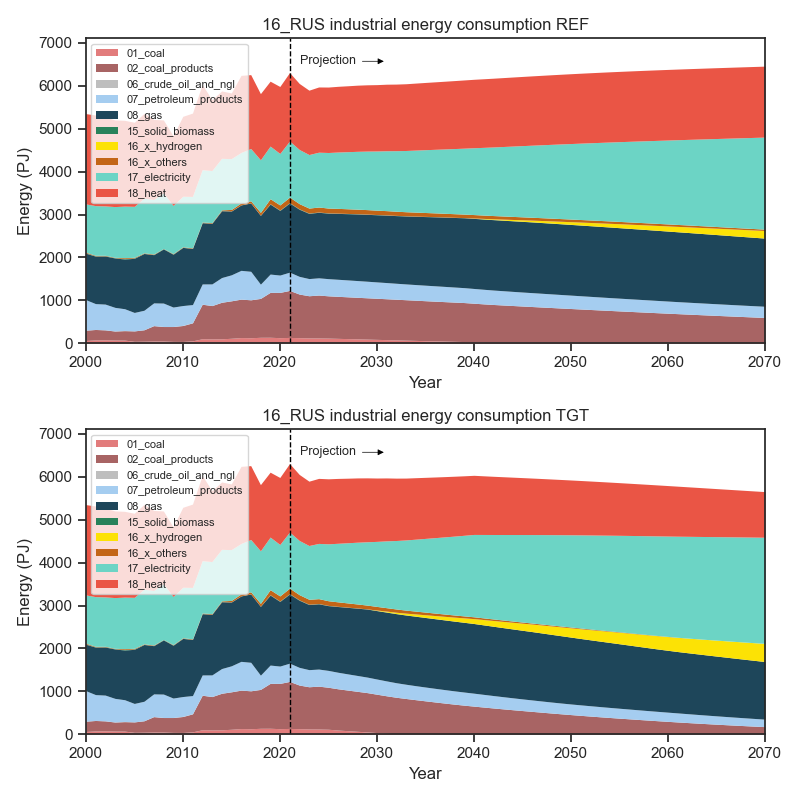 16_RUS industrial energy consumption REF
7000
6000
5000
4000
3000
2000
1000
0
Energy (PJ)
01_coal
02_coal_products
06_crude_oil_and_ngl
07_petroleum_products
08_gas
15_solid_biomass
16_x_hydrogen
16_x_others
17_electricity
18_heat
Projection
2000 2010 2020 2030 2040 2050 2060 2070
Year
16_RUS industrial energy consumption TGT
7000
6000
5000
4000
3000
2000
1000
0
Energy (PJ)
01_coal
02_coal_products
06_crude_oil_and_ngl
07_petroleum_products
08_gas
15_solid_biomass
16_x_hydrogen
16_x_others
17_electricity
18_heat
Projection
2000 2010 2020 2030 2040 2050 2060 2070
Year